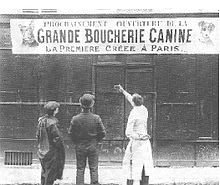 PROCHAINEMENT OUVERTURE DE LA
GRANDE BOUCHERIE CANINE
LA PREMIÈRE CRÉÉE À PARIS